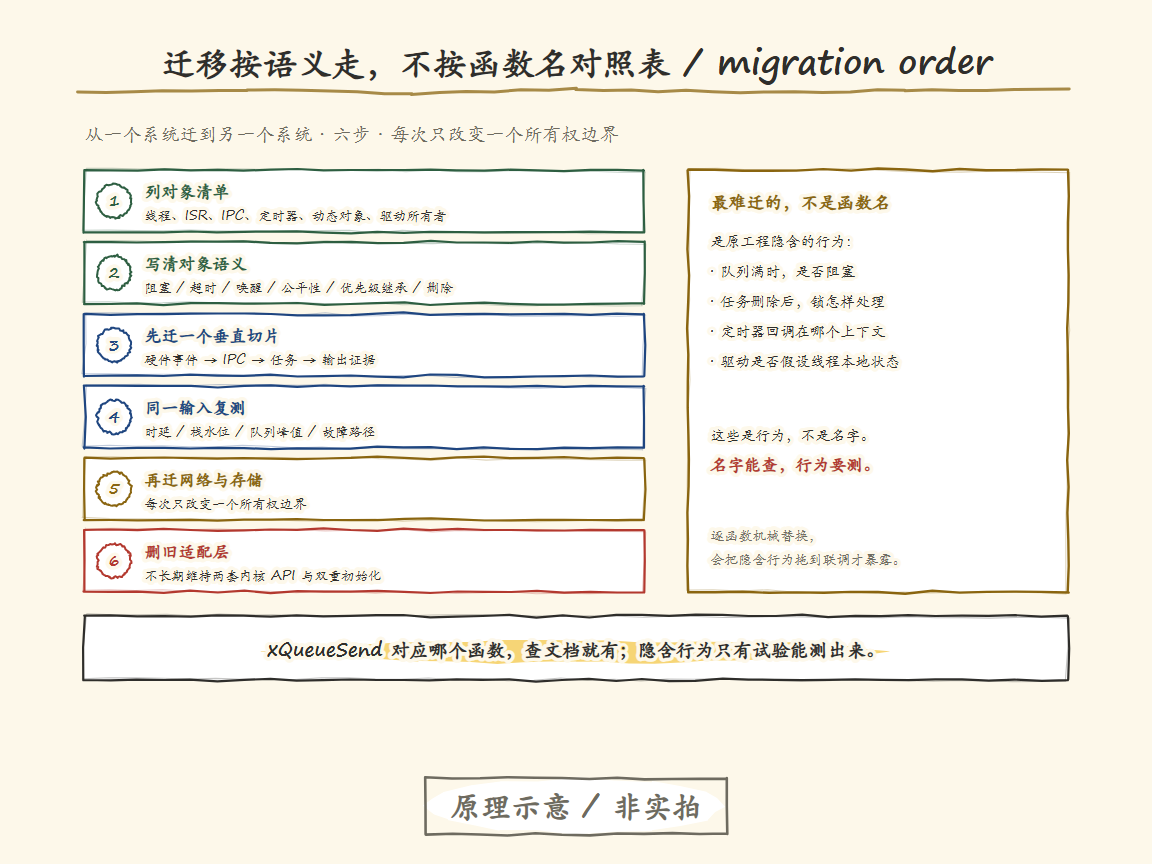 迁移按语义走，不按函数名对照表 / migration order
从一个系统迁到另一个系统 · 六步 · 每次只改变一个所有权边界
1
列对象清单
线程、ISR、IPC、定时器、动态对象、驱动所有者
2
写清对象语义
阻塞 / 超时 / 唤醒 / 公平性 / 优先级继承 / 删除
3
先迁一个垂直切片
硬件事件 → IPC → 任务 → 输出证据
4
同一输入复测
时延 / 栈水位 / 队列峰值 / 故障路径
5
再迁网络与存储
每次只改变一个所有权边界
6
删旧适配层
不长期维持两套内核 API 与双重初始化
最难迁的，不是函数名
是原工程隐含的行为：
· 队列满时，是否阻塞
· 任务删除后，锁怎样处理
· 定时器回调在哪个上下文
· 驱动是否假设线程本地状态
这些是行为，不是名字。
名字能查，行为要测。
逐函数机械替换，
会把隐含行为拖到联调才暴露。
xQueueSend 对应哪个函数，查文档就有；隐含行为只有试验能测出来。
原理示意 / 非实拍